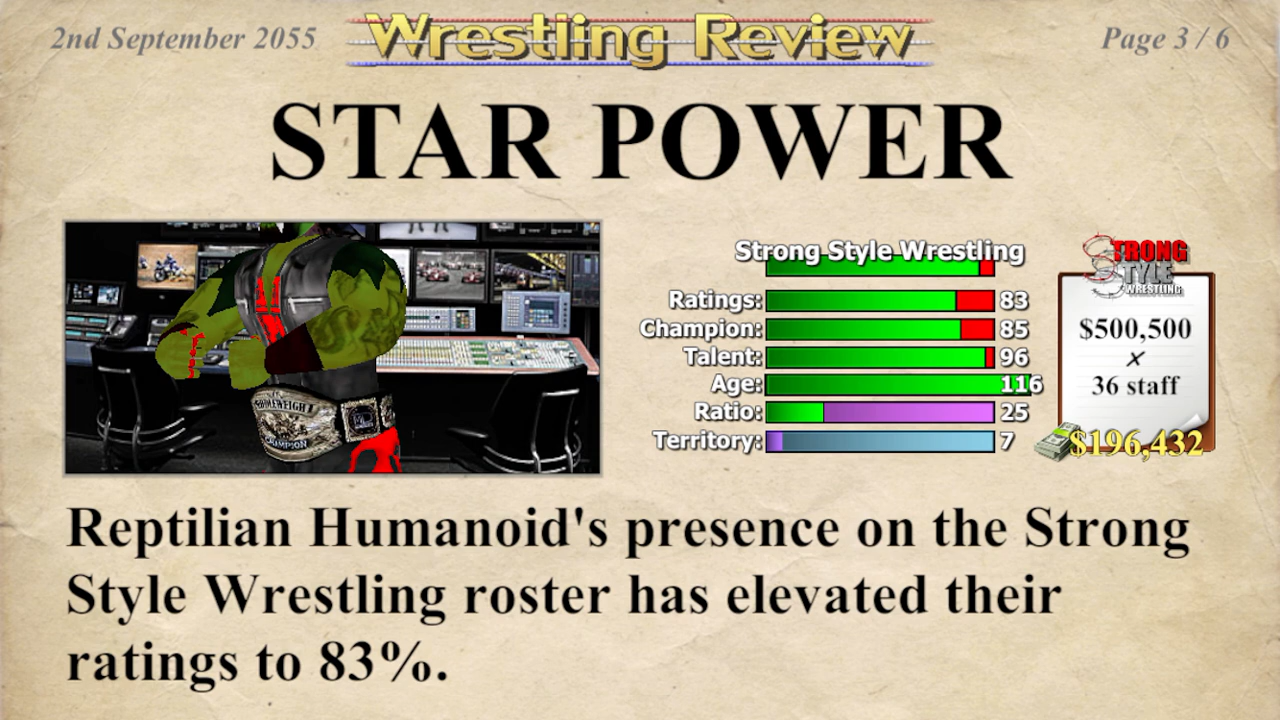 2nd September 2055
Wrestling Review
Page 3 / 6
STAR POWER
Strong Style Wrestling
Ratings: 83
Champion: 85
Talent: 96
Age: 116
Ratio: 25
Territory: 7
STRONG
STYLE
WRESTLING
$500,500
x
36 staff
$196,432
CHAMPION
Reptilian Humanoid's presence on the Strong
Style Wrestling roster has elevated their
ratings to 83%.